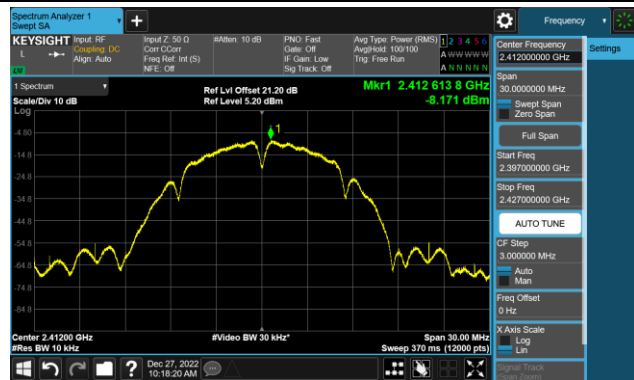 Spectrum Analyzer 1
Swept SA
Frequency
KEYSIGHT
L
Input: RF
Coupling: DC
Align: Auto
Input Z: 50 Ω
Corr CCorr
Freq Ref: Int (S)
NFE: Off
#Atten: 10 dB
PNO: Fast
Gate: Off
IF Gain: Low
Sig Track: Off
Avg Type: Power (RMS)
Avg|Hold: 100/100
Trig: Free Run
1 2 3 4 5 6
A W W W W W
A N N N N N
1 Spectrum
Scale/Div 10 dB
Log
Ref Lvl Offset 21.20 dB
Ref Level 5.20 dBm
Mkr1 2.412 613 8 GHz
-8.171 dBm
1
-4.80
-14.8
-24.8
-34.8
-44.8
-54.8
-64.8
-74.8
-84.8
Center 2.41200 GHz
#Res BW 10 kHz
#Video BW 30 kHz*
Span 30.00 MHz
Sweep 370 ms (12000 pts)
Center Frequency
2.412000000 GHz
Settings
Span
30.0000000 MHz
Swept Span
Zero Span
Full Span
Start Freq
2.397000000 GHz
Stop Freq
2.427000000 GHz
AUTO TUNE
CF Step
3.000000 MHz
Auto
Man
Freq Offset
0 Hz
X Axis Scale
Log
Lin
Signal Track
(Span Zoom)
?
Dec 27, 2022
10:18:20 AM